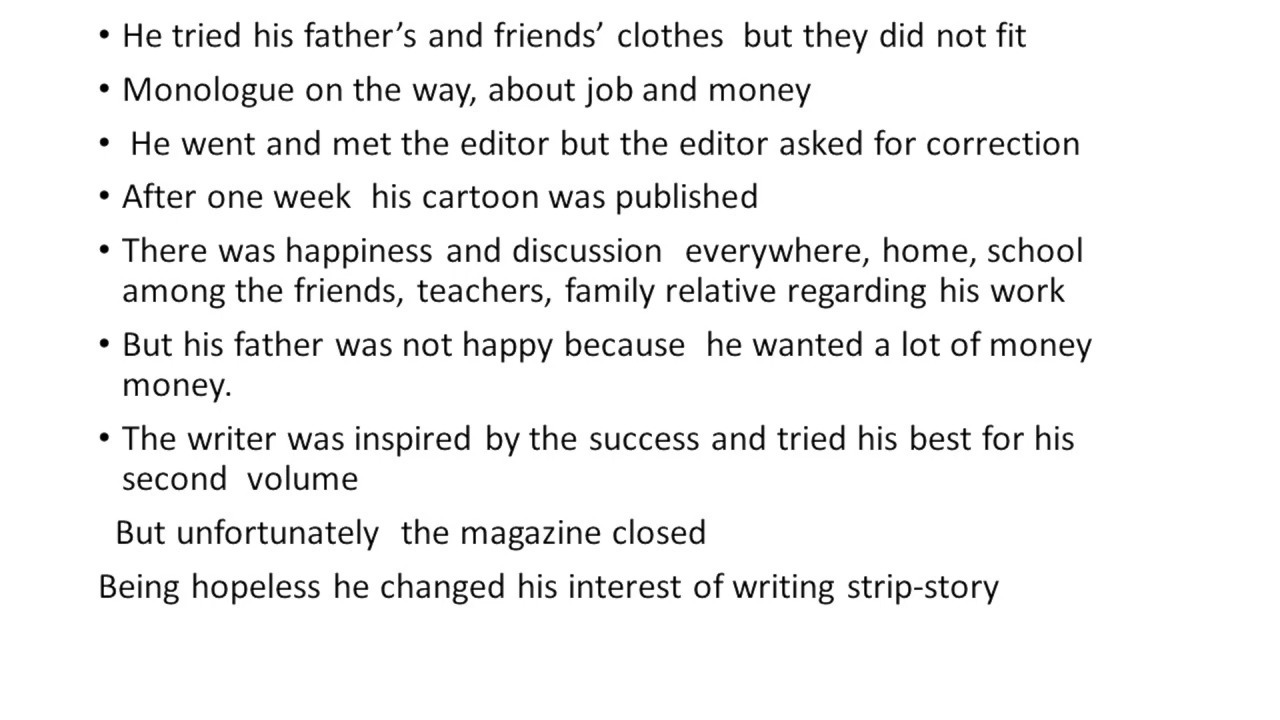 • He tried his father’s and friends’ clothes  but they did not fit
• Monologue on the way, about job and money
•  He went and met the editor but the editor asked for correction
• After one week  his cartoon was published
• There was happiness and discussion  everywhere, home, school
among the friends, teachers, family relative regarding his work
• But his father was not happy because  he wanted a lot of money
money.
• The writer was inspired by the success and tried his best for his
second  volume
But unfortunately  the magazine closed
Being hopeless he changed his interest of writing strip-story